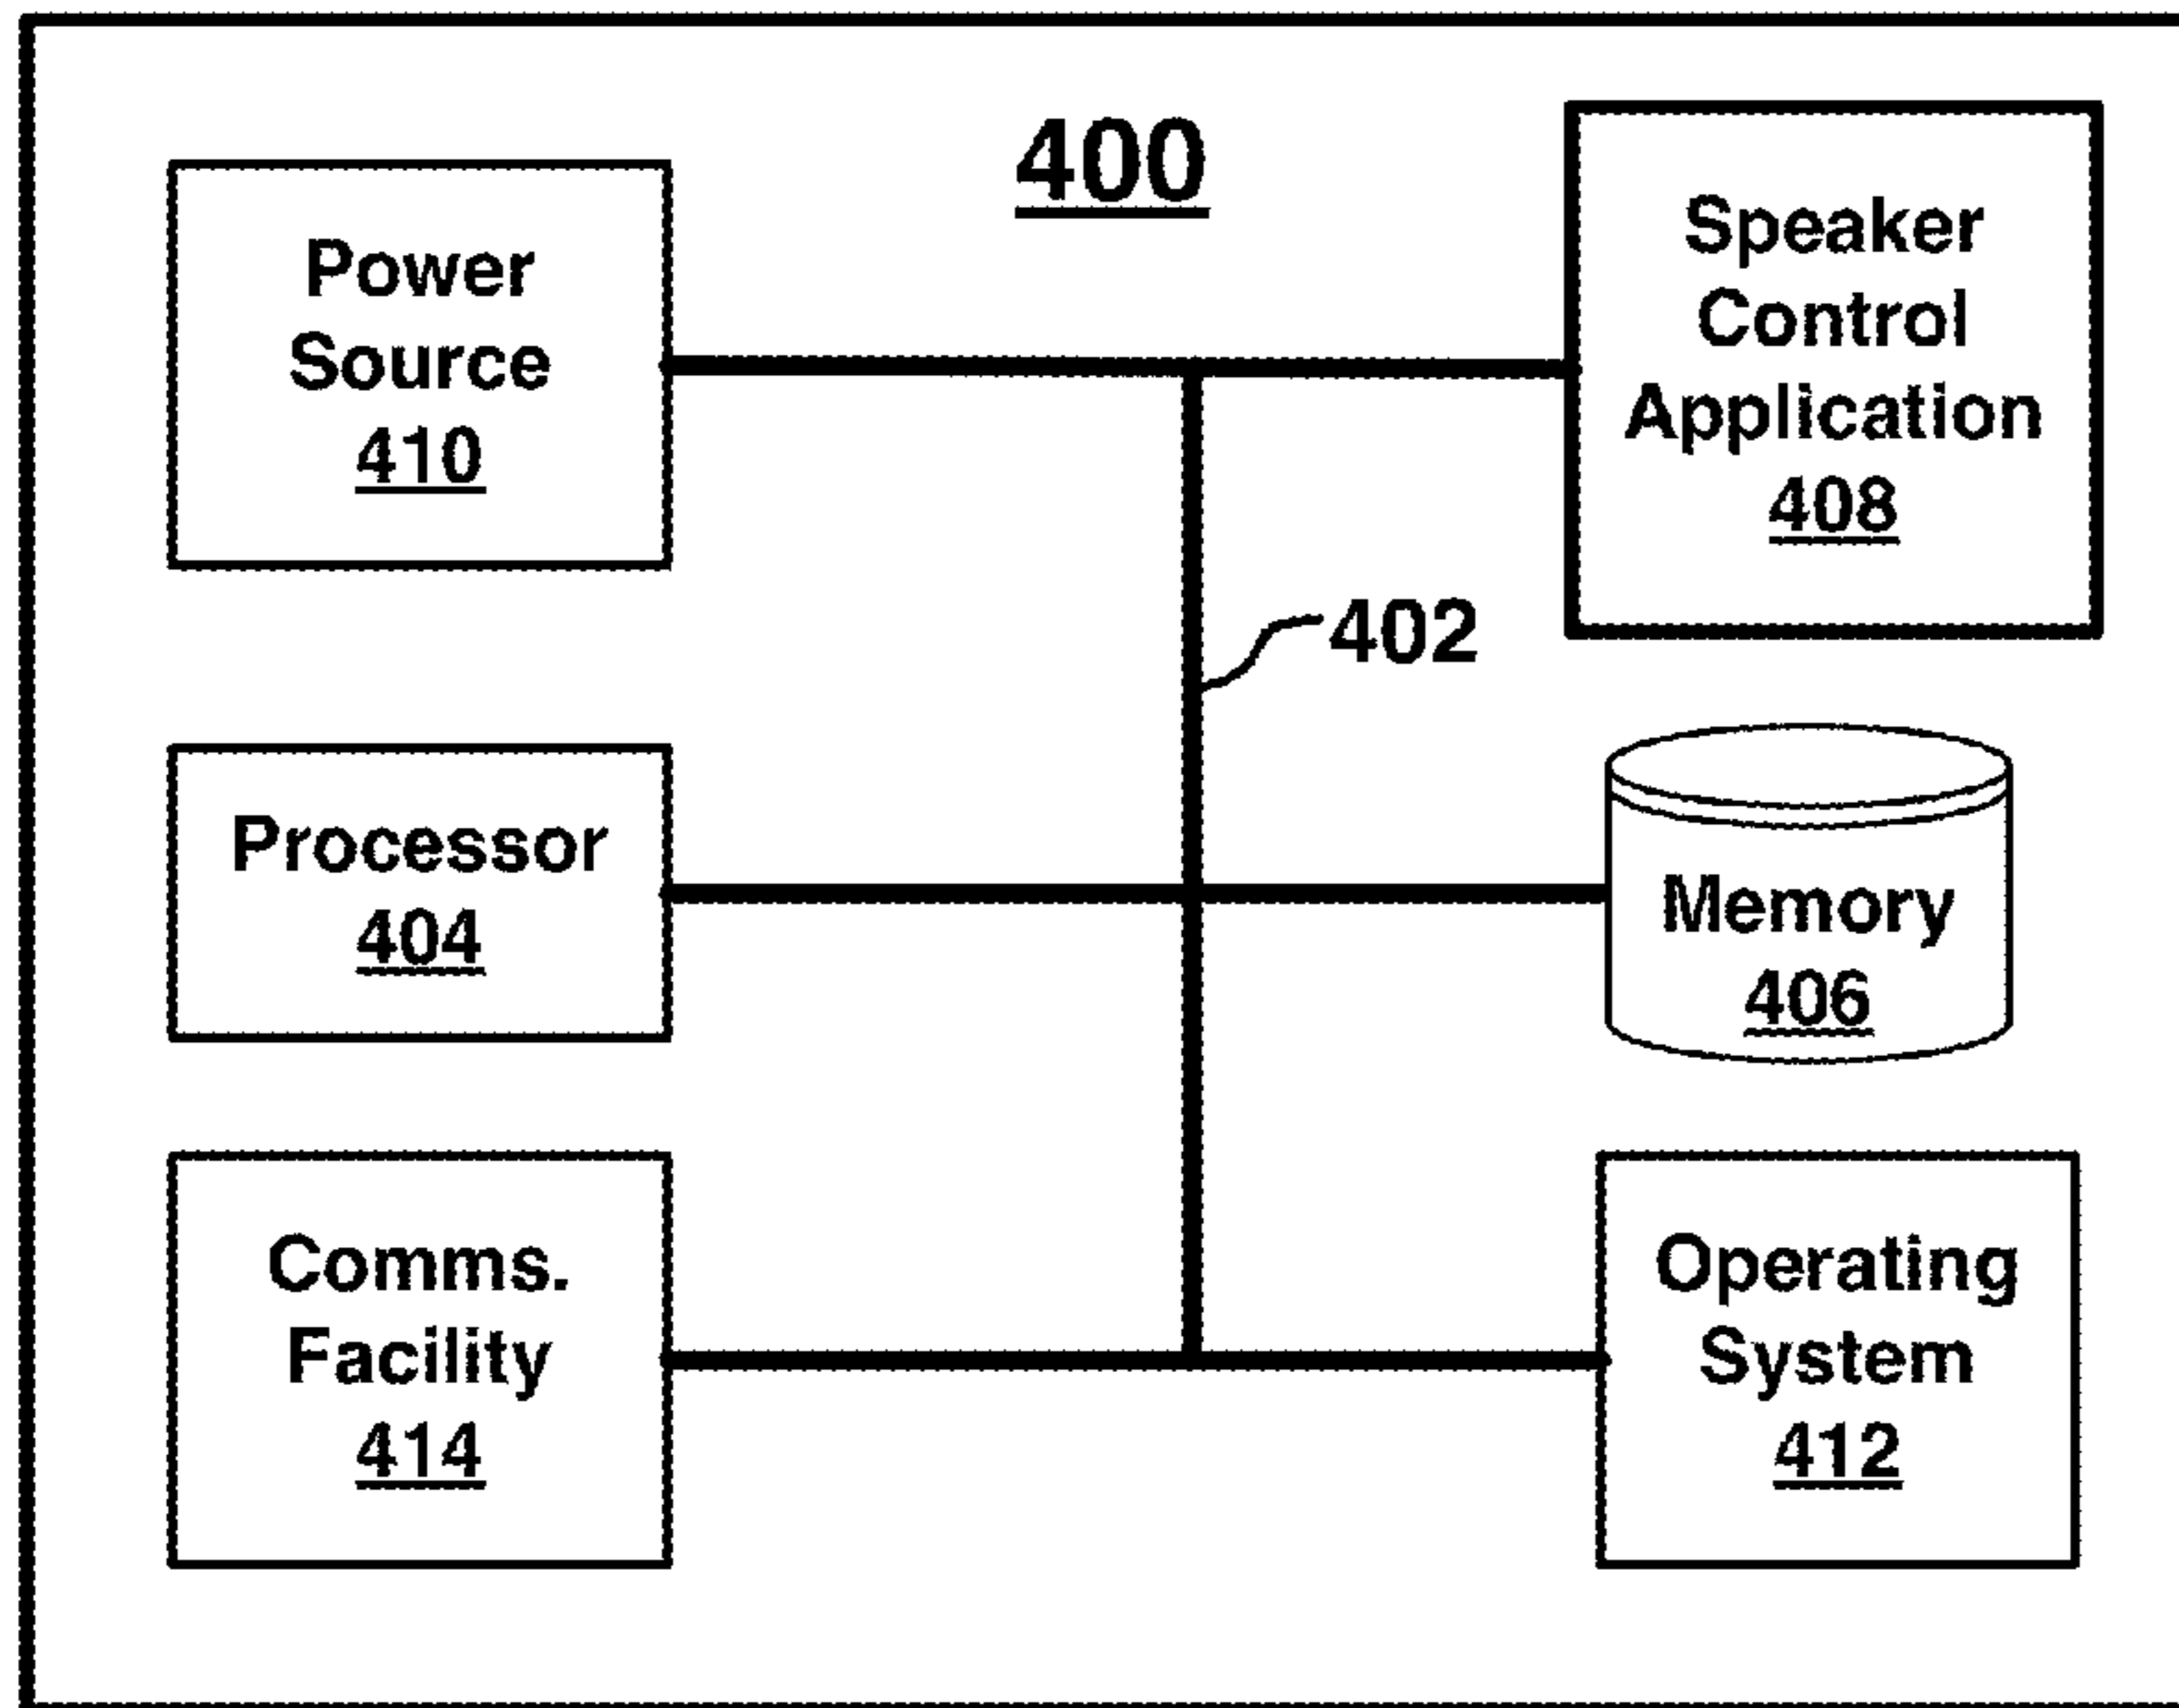 400
Power
Source
410
Speaker
Control
Application
408
402
Processor
404
Memory
406
Comms.
Facility
414
Operating
System
412